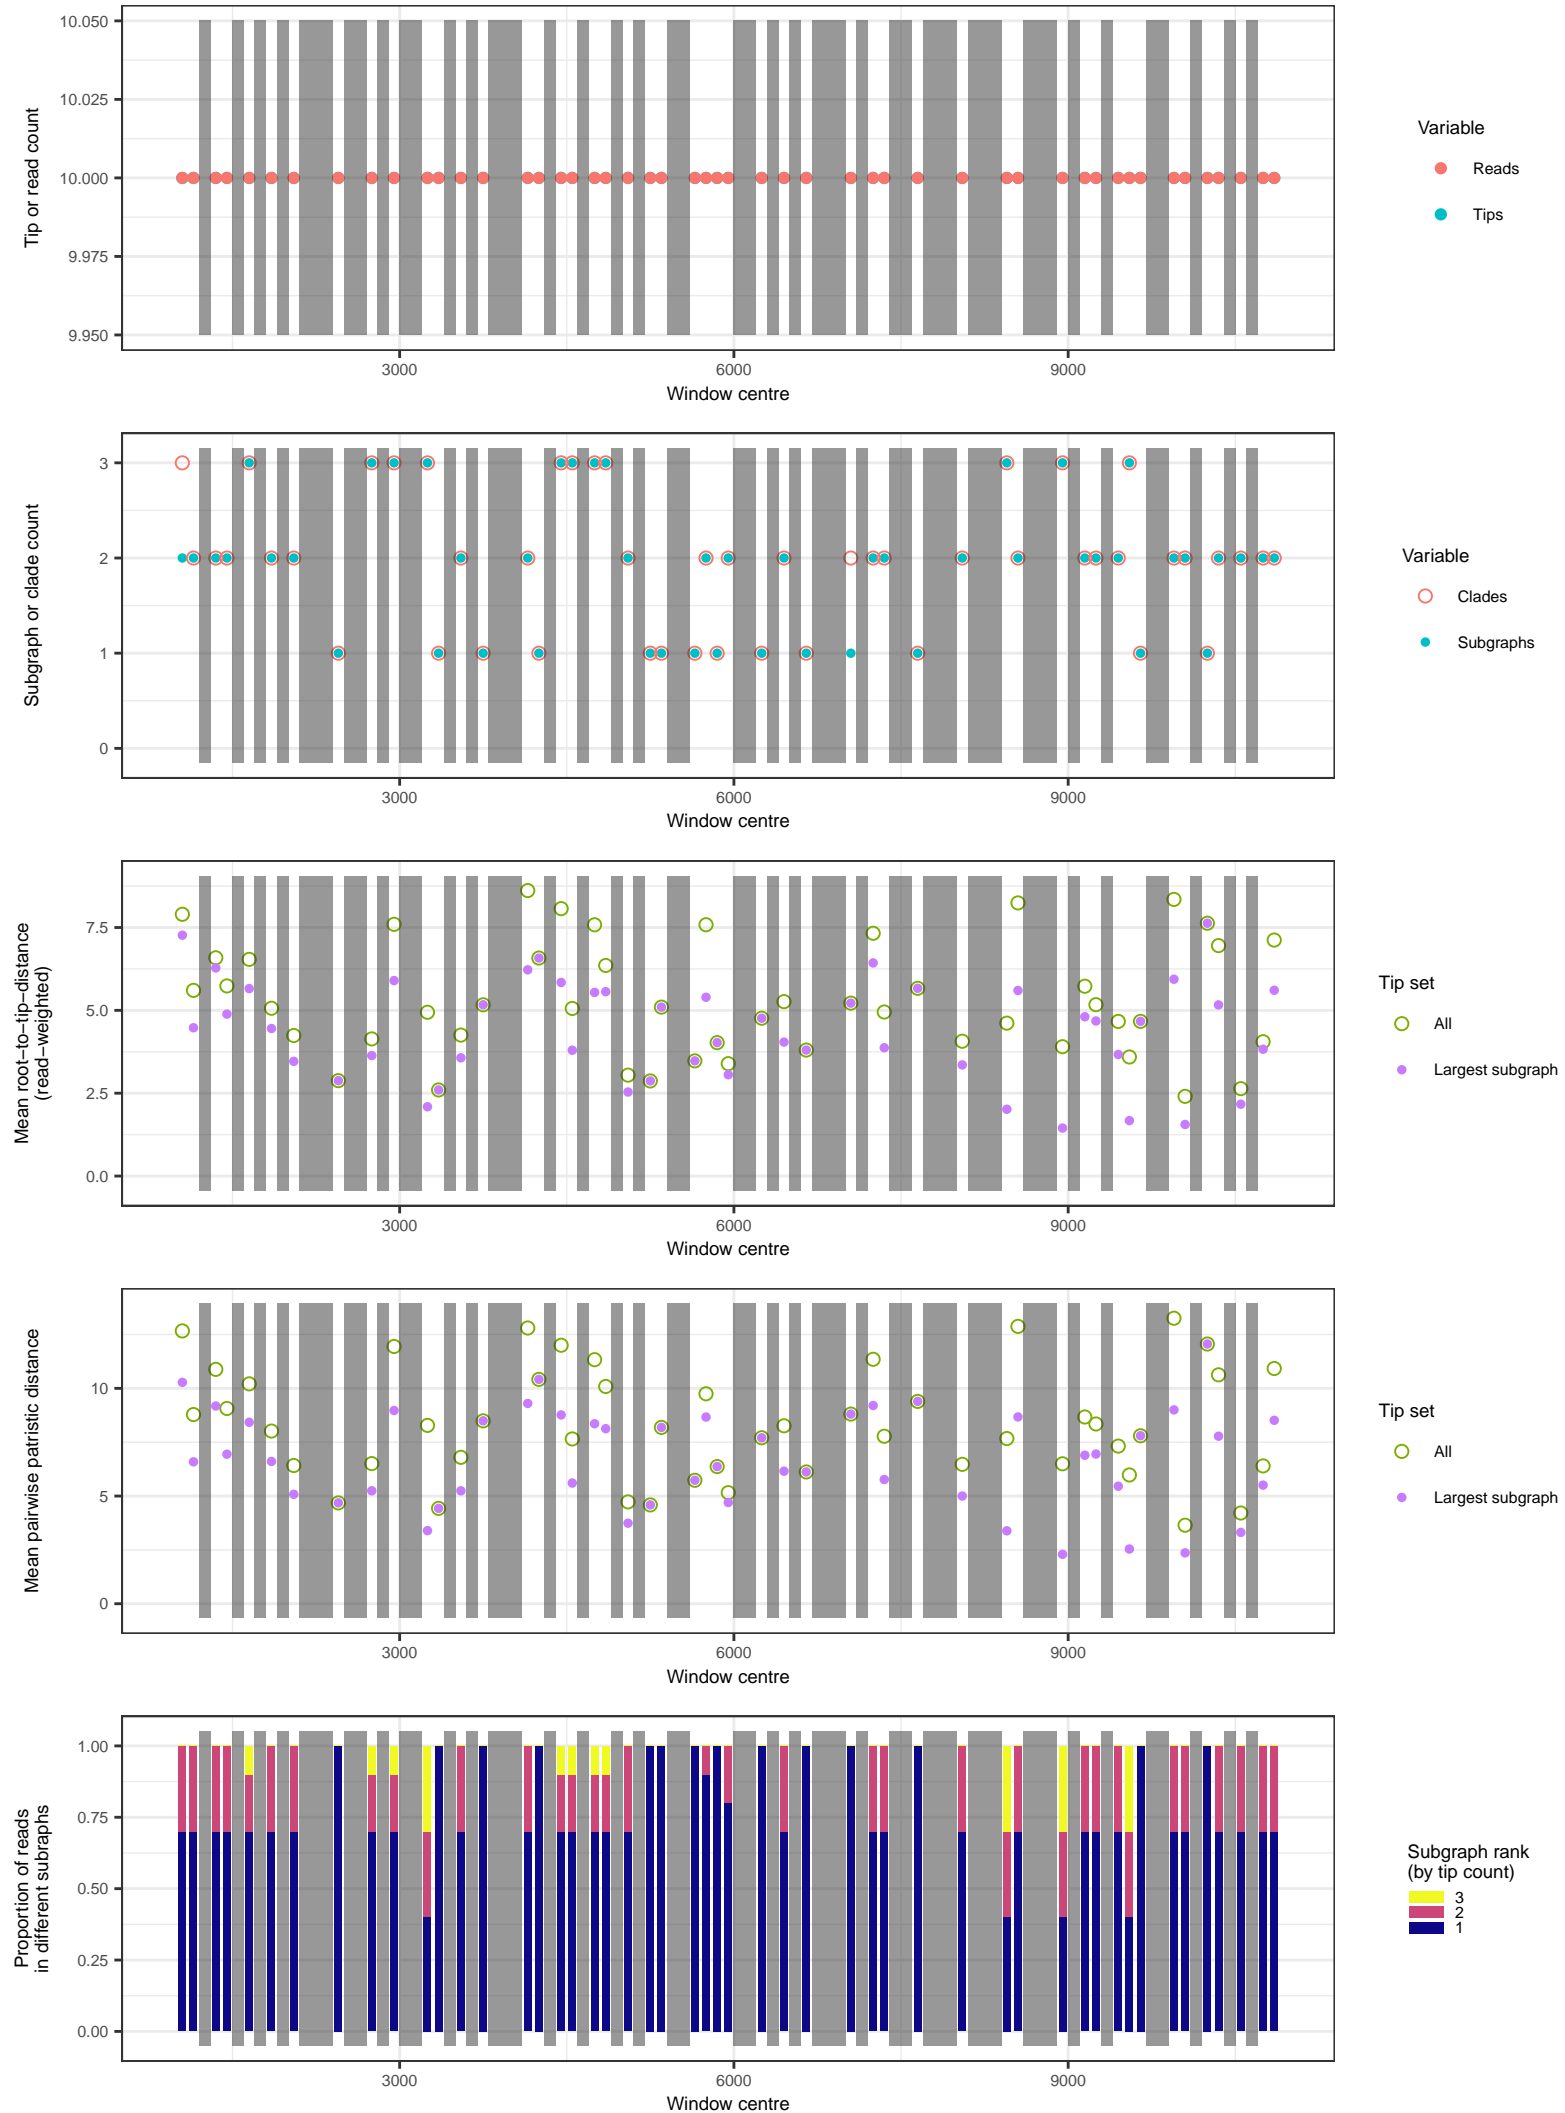 10.050
10.025
10.000
9.975
9.950
Tip or read count
3000
6000
9000
Window centre
Variable
Reads
Tips
3
2
1
0
Subgraph or clade count
3000
6000
9000
Window centre
Variable
Clades
Subgraphs
7.5
5.0
2.5
0.0
Mean root−to−tip−distance
(read−weighted)
3000
6000
9000
Window centre
Tip set
All
Largest subgraph
10
5
0
Mean pairwise patristic distance
3000
6000
9000
Window centre
Tip set
All
Largest subgraph
1.00
0.75
0.50
0.25
0.00
Proportion of reads
in different subraphs
3000
6000
9000
Window centre
Subgraph rank
(by tip count)
3
2
1